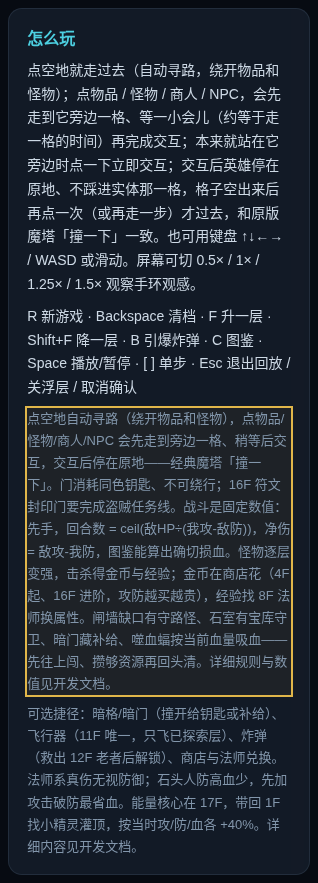 怎么玩
点空地就走过去（自动寻路，绕开物品和
怪物）；点物品 / 怪物 / 商人 / NPC，会先
走到它旁边一格、等一小会儿（约等于走
一格的时间）再完成交互；本来就站在它
旁边时点一下立即交互；交互后英雄停在
原地、不踩进实体那一格，格子空出来后
再点一次（或再走一步）才过去，和原版
魔塔「撞一下」一致。也可用键盘 ↑↓←→
/ WASD 或滑动。屏幕可切 0.5× / 1× /
1.25× / 1.5× 观察手环观感。
R 新游戏 · Backspace 清档 · F 升一层 ·
Shift+F 降一层 · B 引爆炸弹 · C 图鉴 ·
Space 播放/暂停 · [ ] 单步 · Esc 退出回放 /
关浮层 / 取消确认
点空地自动寻路（绕开物品和怪物），点物品/
怪物/商人/NPC 会先走到旁边一格、稍等后交
互，交互后停在原地——经典魔塔「撞一
下」。门消耗同色钥匙、不可绕行；16F 符文
封印门要完成盗贼任务线。战斗是固定数值：
先手，回合数 = ceil(敌HP÷(我攻-敌防))，净伤
= 敌攻-我防，图鉴能算出确切损血。怪物逐层
变强，击杀得金币与经验；金币在商店花（4F
起、16F 进阶，攻防越买越贵），经验找 8F 法
师换属性。闸墙缺口有守路怪、石室有宝库守
卫、暗门藏补给、噬血蝠按当前血量吸血——
先往上闯、攒够资源再回头清。详细规则与数
值见开发文档。
可选捷径：暗格/暗门（撞开给钥匙或补给）、
飞行器（11F 唯一，只飞已探索层）、炸弹
（救出 12F 老者后解锁）、商店与法师兑换。
法师系真伤无视防御；石头人防高血少，先加
攻击破防最省血。能量核心在 17F，带回 1F
找小精灵灌顶，按当时攻/防/血各 +40%。详
细内容见开发文档。